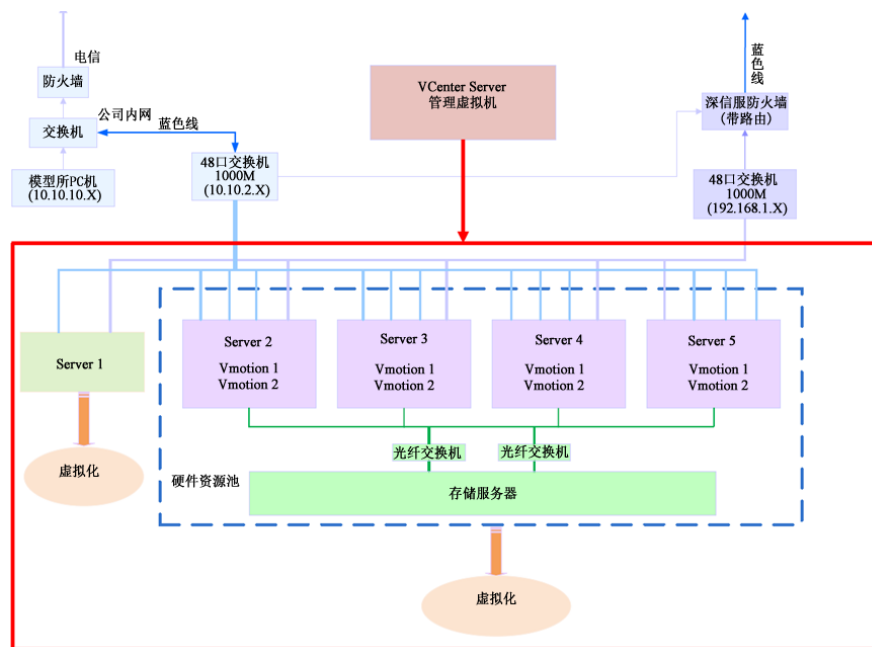 电信
防火墙
公司内网
交换机
蓝色线
模型所PC机
(10.10.10.X)
48口交换机
1000M
(10.10.2.X)
VCenter Server
管理虚拟机
蓝色线
深信服防火墙
(带路由)
48口交换机
1000M
(192.168.1.X)
Server 1
虚拟化
Server 2
Vmotion 1
Vmotion 2
Server 3
Vmotion 1
Vmotion 2
Server 4
Vmotion 1
Vmotion 2
Server 5
Vmotion 1
Vmotion 2
光纤交换机
光纤交换机
硬件资源池
存储服务器
虚拟化